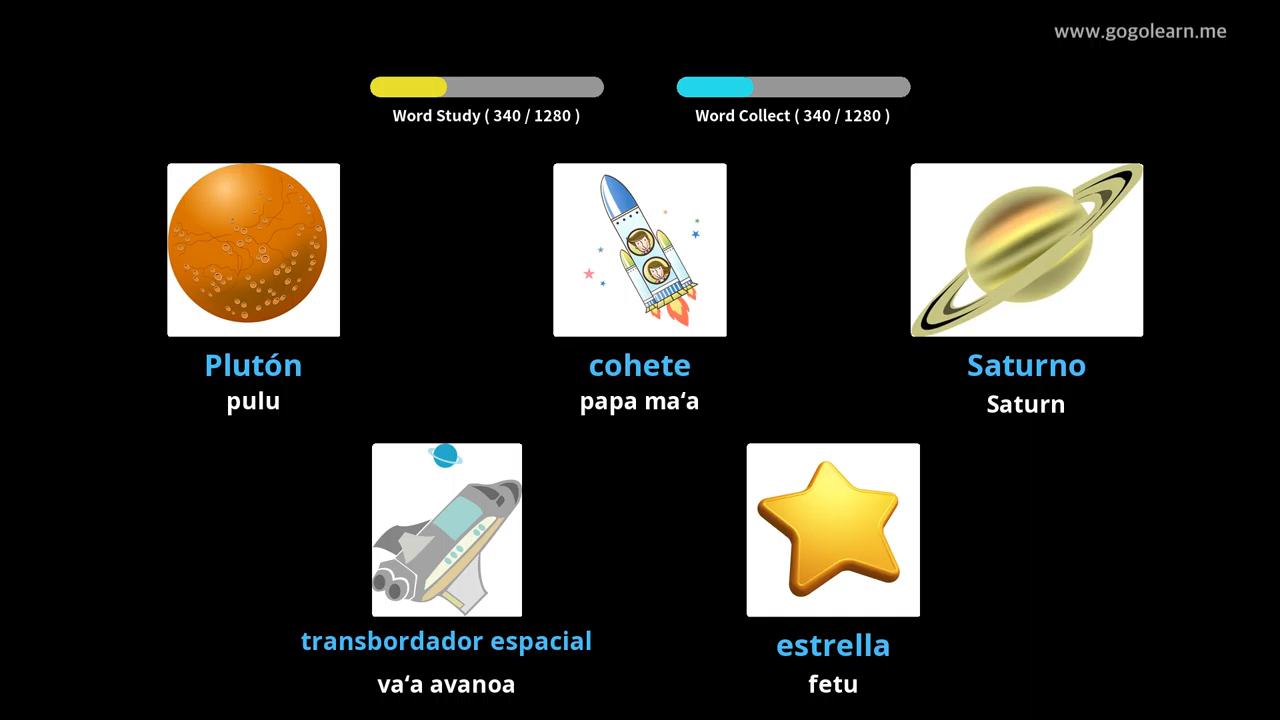 www.gogolearn.me
Word Study ( 340 / 1280 )
Word Collect ( 340 / 1280 )
Plutón
pulu
cohete
papa maʻa
Saturno
Saturn
transbordador espacial
vaʻa avanoa
estrella
fetu